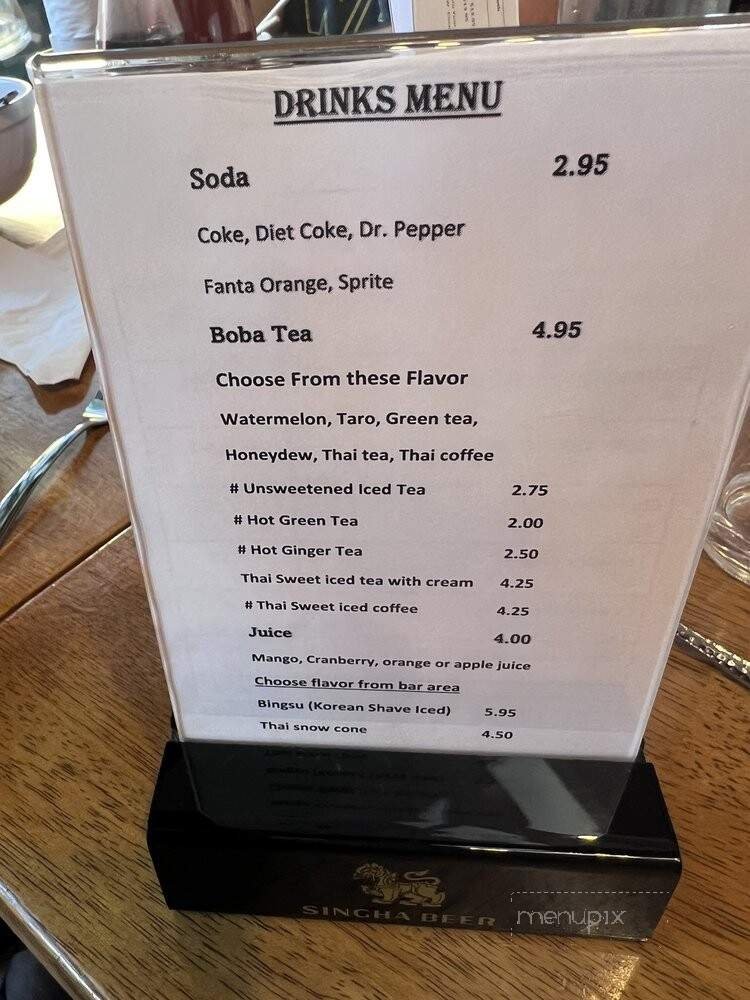 DRINKS MENU
Soda 2.95
Coke, Diet Coke, Dr. Pepper
Fanta Orange, Sprite
Boba Tea 4.95
Choose From these Flavor
Watermelon, Taro, Green tea,
Honeydew, Thai tea, Thai coffee
# Unsweetened Iced Tea 2.75
# Hot Green Tea 2.00
# Hot Ginger Tea 2.50
Thai Sweet iced tea with cream 4.25
# Thai Sweet iced coffee 4.25
Juice 4.00
Mango, Cranberry, orange or apple juice
Choose flavor from bar area
Bingsu (Korean Shave Iced) 5.95
Thai snow cone 4.50
SINGHA BEER
menupix